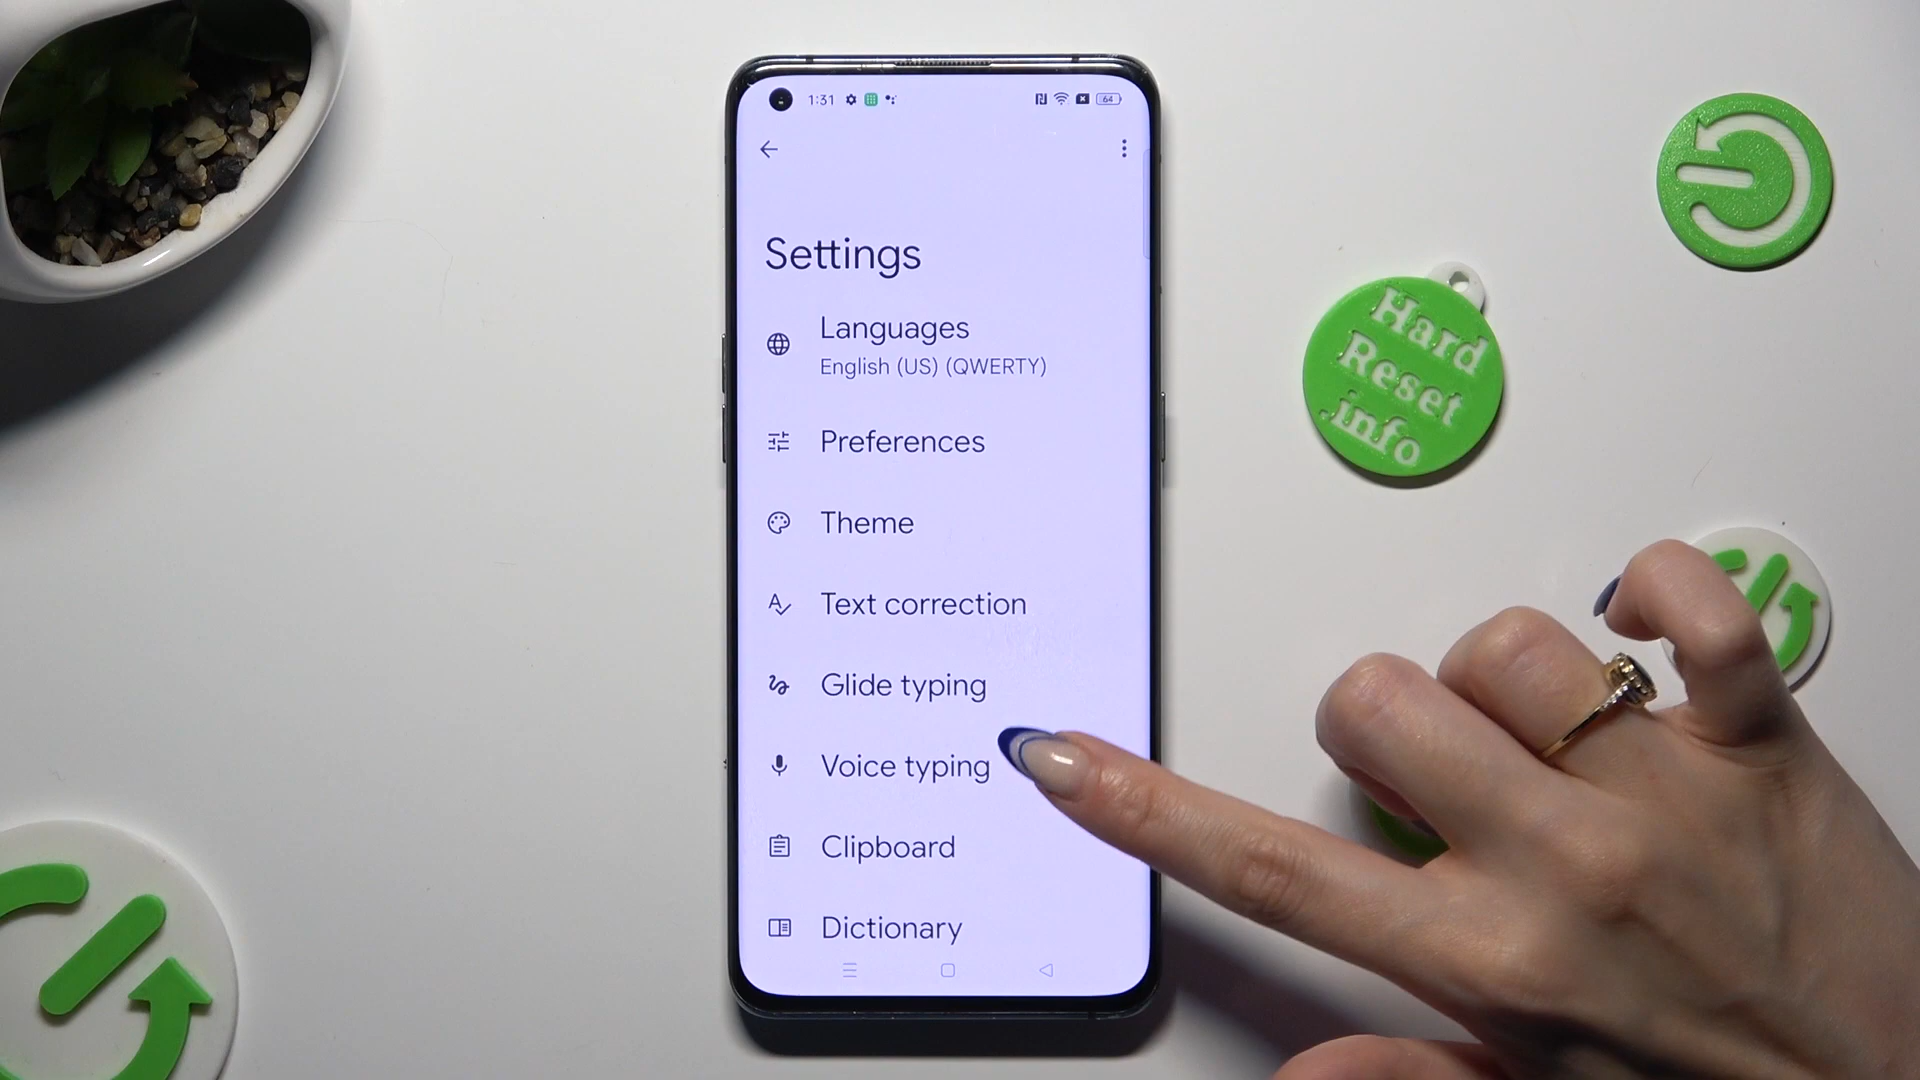 1:31
64
Settings
Languages
English (US) (QWERTY)
Preferences
Theme
Text correction
Glide typing
Voice typing
Clipboard
Dictionary
Hard
Reset
.info